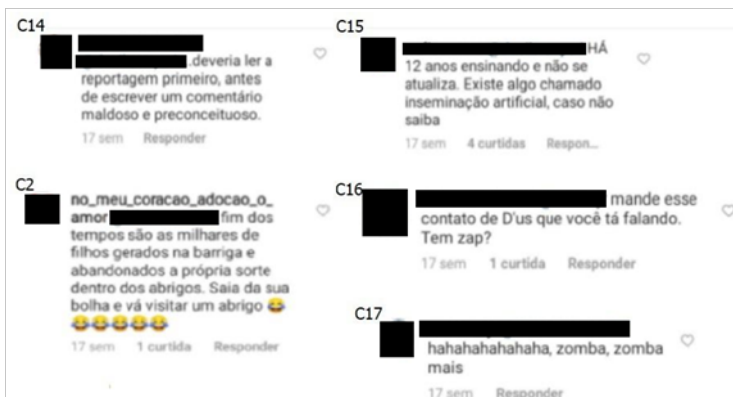 C14
.deveria ler a
reportagem primeiro, antes
de escrever um comentário
maldoso e preconceituoso.
17 sem Responder
C15
HÁ
12 anos ensinando e não se
atualiza. Existe algo chamado
inseminação artificial, caso não
saiba
17 sem 4 curtidas Respon...
C2
no_meu_coracao_adocao_o_
amor fim dos
tempos são as milhares de
filhos gerados na barriga e
abandonados a própria sorte
dentro dos abrigos. Saia da sua
bolha e vá visitar um abrigo 😂
😂😂😂😂😂
17 sem 1 curtida Responder
C16
mande esse
contato de D'us que você tá falando.
Tem zap?
17 sem 1 curtida Responder
C17
hahahahahahaha, zomba, zomba
mais
17 sem Responder